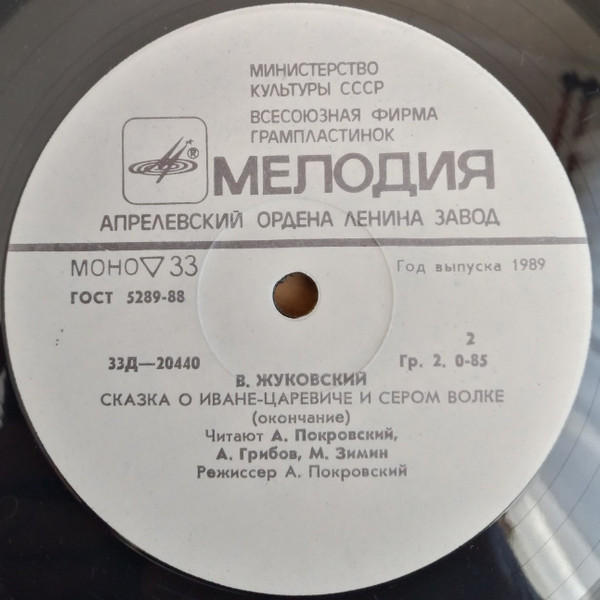 МИНИСТЕРСТВО
КУЛЬТУРЫ СССР
ВСЕСОЮЗНАЯ ФИРМА
ГРАМПЛАСТИНОК
®
МЕЛОДИЯ
АПРЕЛЕВСКИЙ ОРДЕНА ЛЕНИНА ЗАВОД
МОНО▽33
Год выпуска 1989
ГОСТ 5289-88
2
33Д—20440
Гр. 2. 0-85
В. ЖУКОВСКИЙ
СКАЗКА О ИВАНЕ-ЦАРЕВИЧЕ И СЕРОМ ВОЛКЕ
(окончание)
Читают А. Покровский,
А. Грибов, М. Зимин
Режиссер А. Покровский